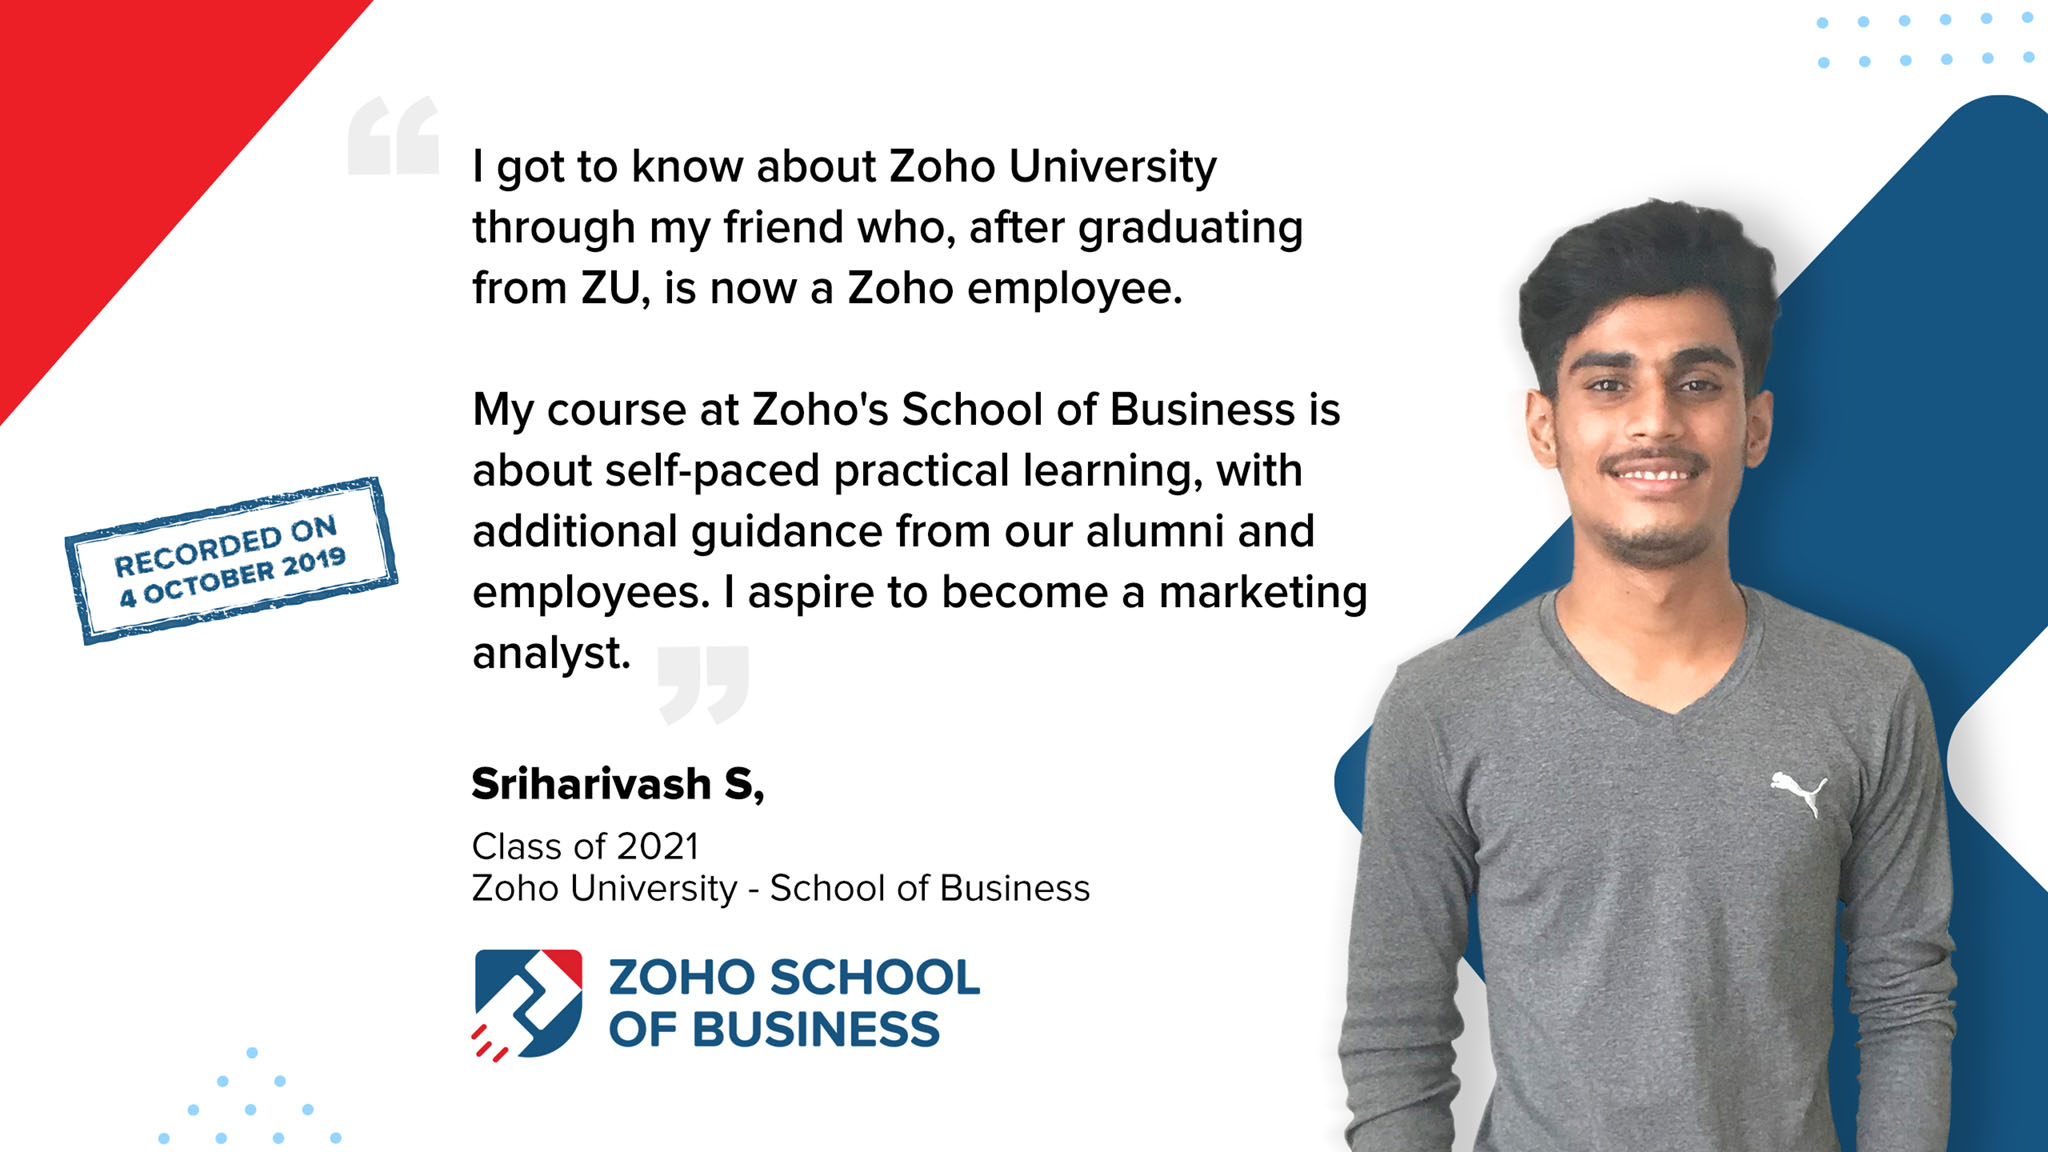 I got to know about Zoho University
through my friend who, after graduating
from ZU, is now a Zoho employee.
My course at Zoho's School of Business is
about self-paced practical learning, with
additional guidance from our alumni and
employees. I aspire to become a marketing
analyst.
RECORDED ON
4 OCTOBER 2019
Sriharivash S,
Class of 2021
Zoho University - School of Business
ZOHO SCHOOL
OF BUSINESS